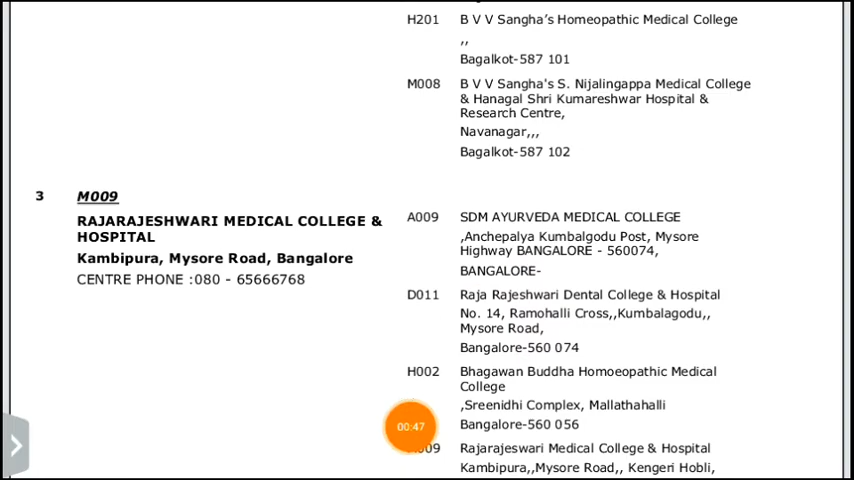 H201 B V V Sangha's Homeopathic Medical College
,,
Bagalkot-587 101
M008 B V V Sangha's S. Nijalingappa Medical College
& Hanagal Shri Kumareshwar Hospital &
Research Centre,
Navanagar,,,
Bagalkot-587 102
3 M009
RAJARAJESHWARI MEDICAL COLLEGE &
HOSPITAL
Kambipura, Mysore Road, Bangalore
CENTRE PHONE :080 - 65666768
A009 SDM AYURVEDA MEDICAL COLLEGE
,Anchepalya Kumbalgodu Post, Mysore
Highway BANGALORE - 560074,
BANGALORE-
D011 Raja Rajeshwari Dental College & Hospital
No. 14, Ramohalli Cross,,Kumbalagodu,,
Mysore Road,
Bangalore-560 074
H002 Bhagawan Buddha Homoeopathic Medical
College
,Sreenidhi Complex, Mallathahalli
Bangalore-560 056
00:47
Rajarajeswari Medical College & Hospital
Kambipura,,Mysore Road,, Kengeri Hobli,